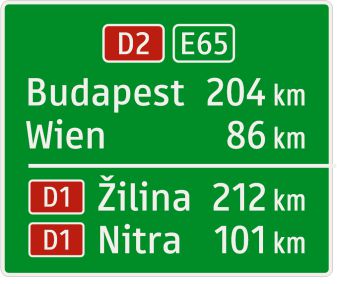 D2 E65
Budapest 204 km
Wien 86 km
D1 Žilina 212 km
D1 Nitra 101 km